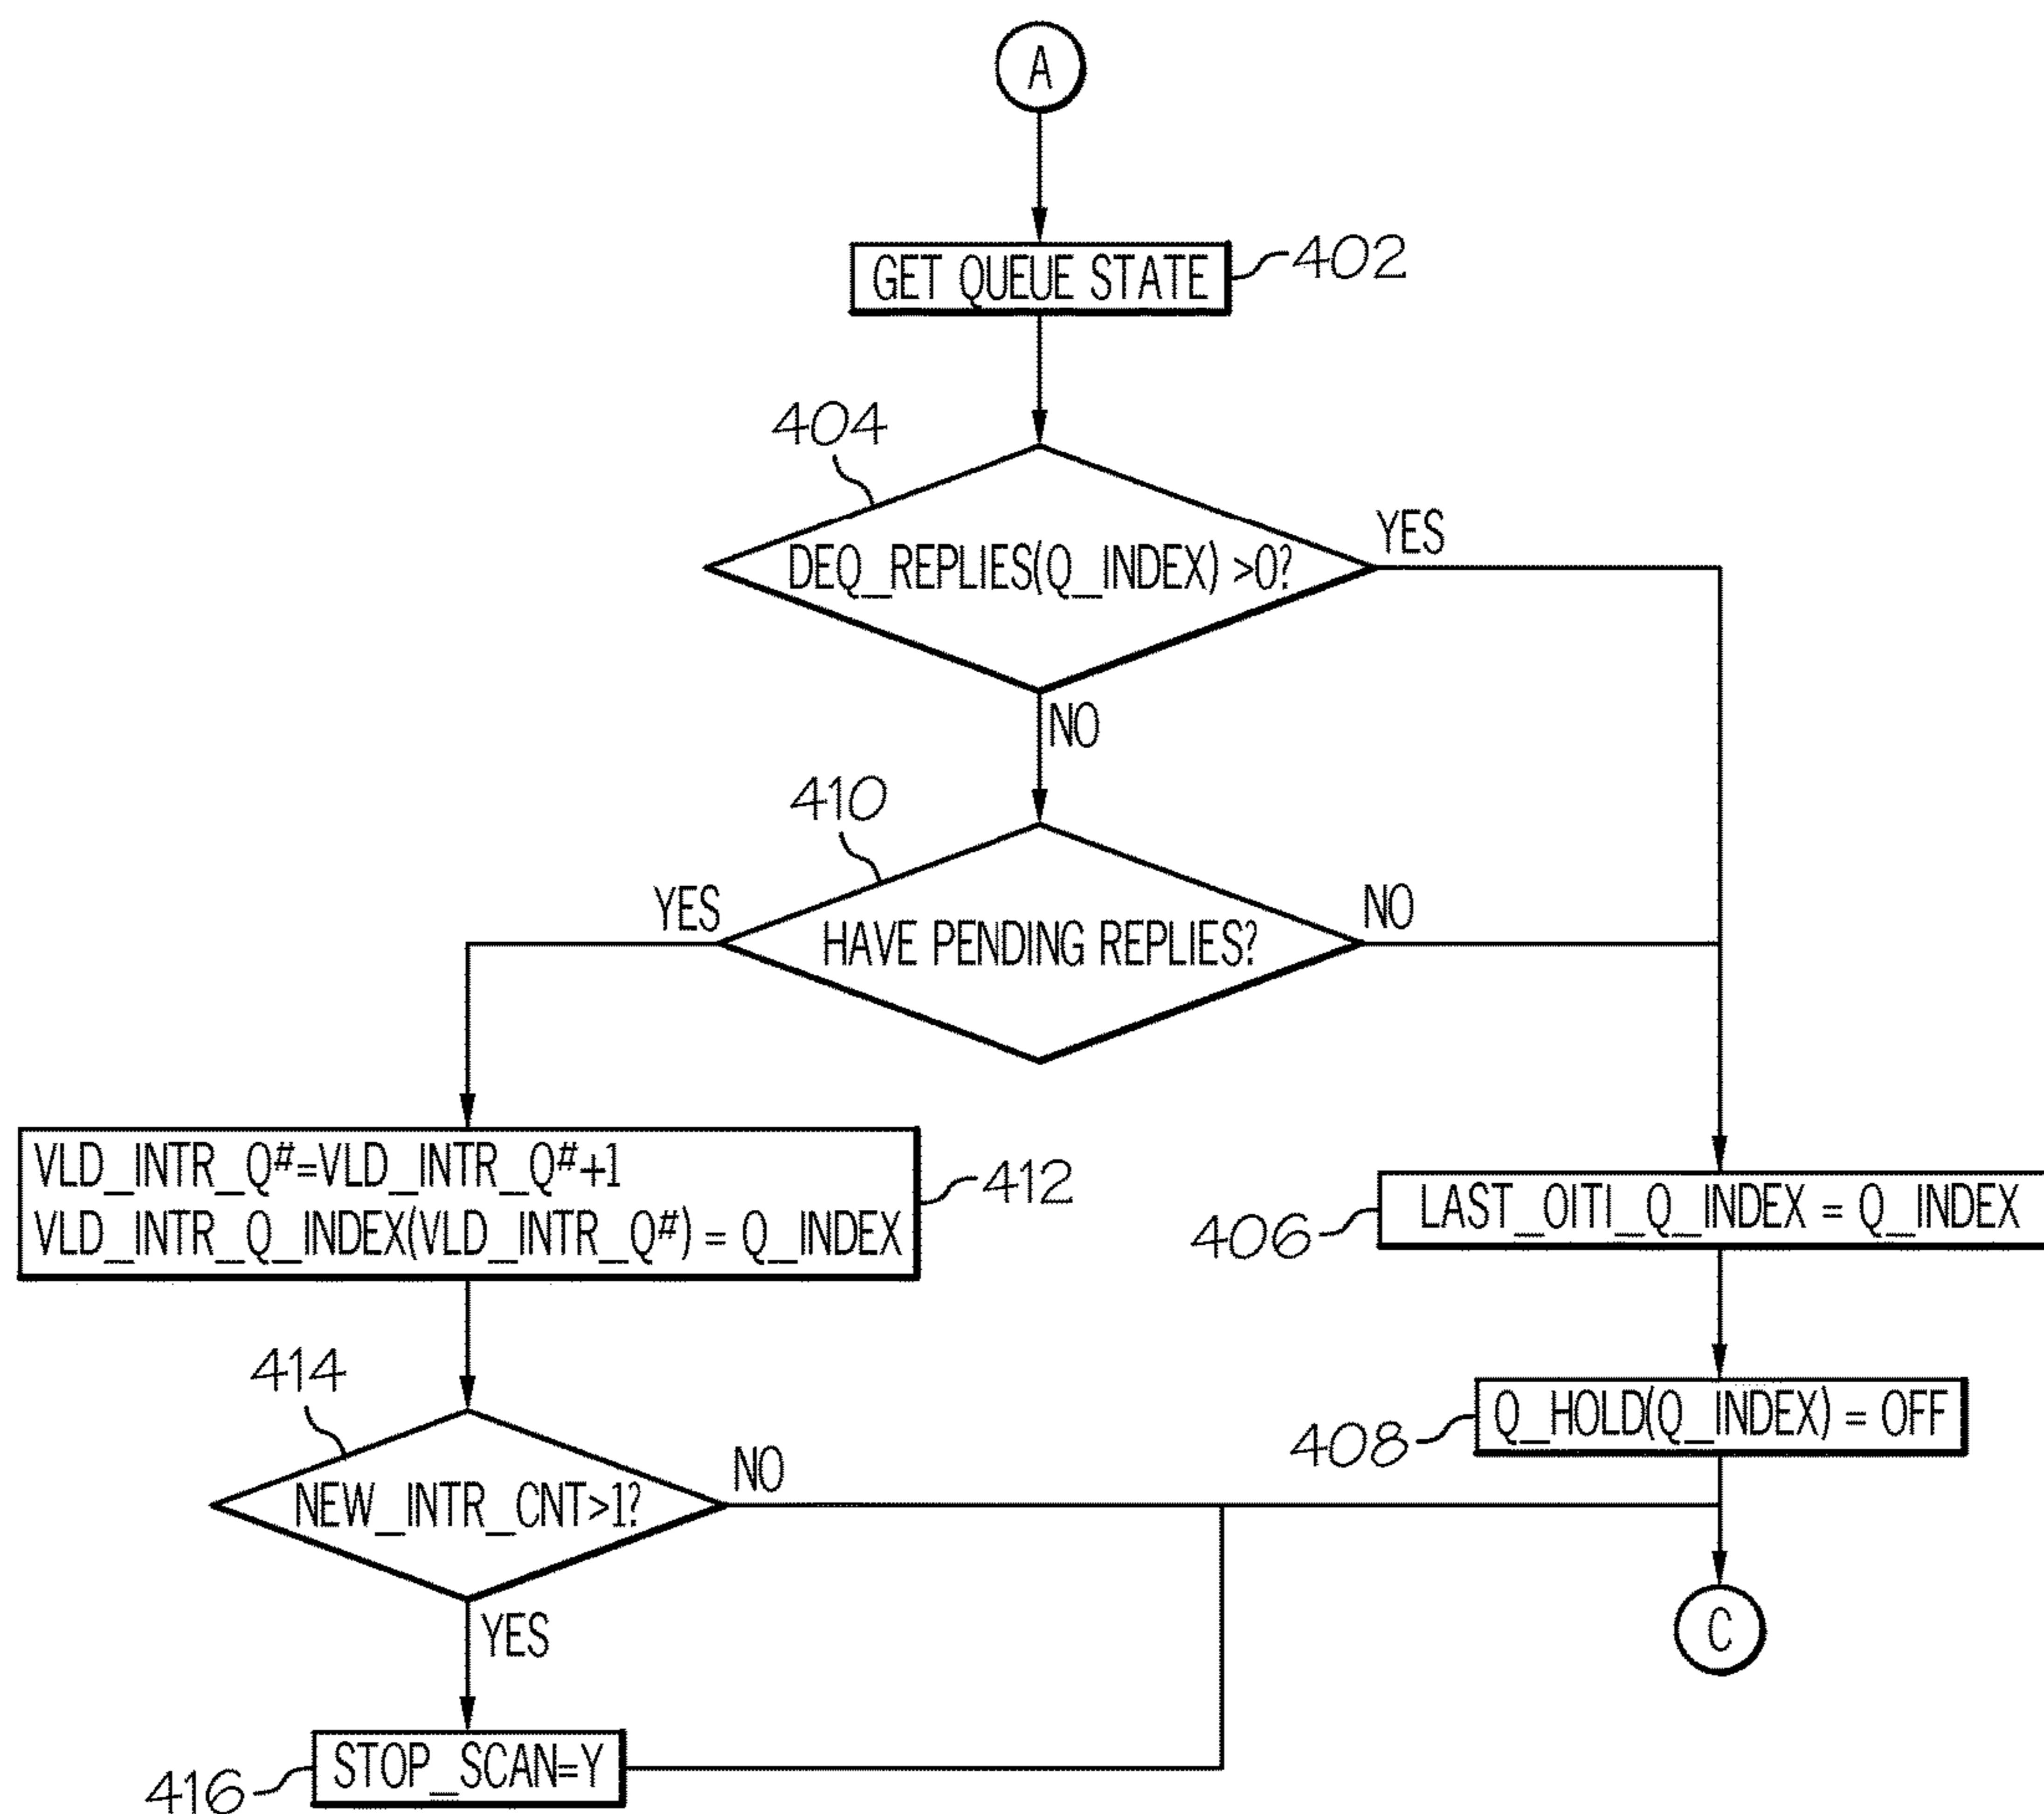 A
GET QUEUE STATE
402
404
DEQ_REPLIES(Q_INDEX) >0?
YES
NO
410
YES
HAVE PENDING REPLIES?
NO
VLD_INTR_Q#=VLD_INTR_Q#+1
VLD_INTR_Q_INDEX(VLD_INTR_Q#) = Q_INDEX
412
LAST_OITI_Q_INDEX = Q_INDEX
406
414
Q_HOLD(Q_INDEX) = OFF
408
NEW_INTR_CNT>1?
NO
YES
C
STOP_SCAN=Y
416